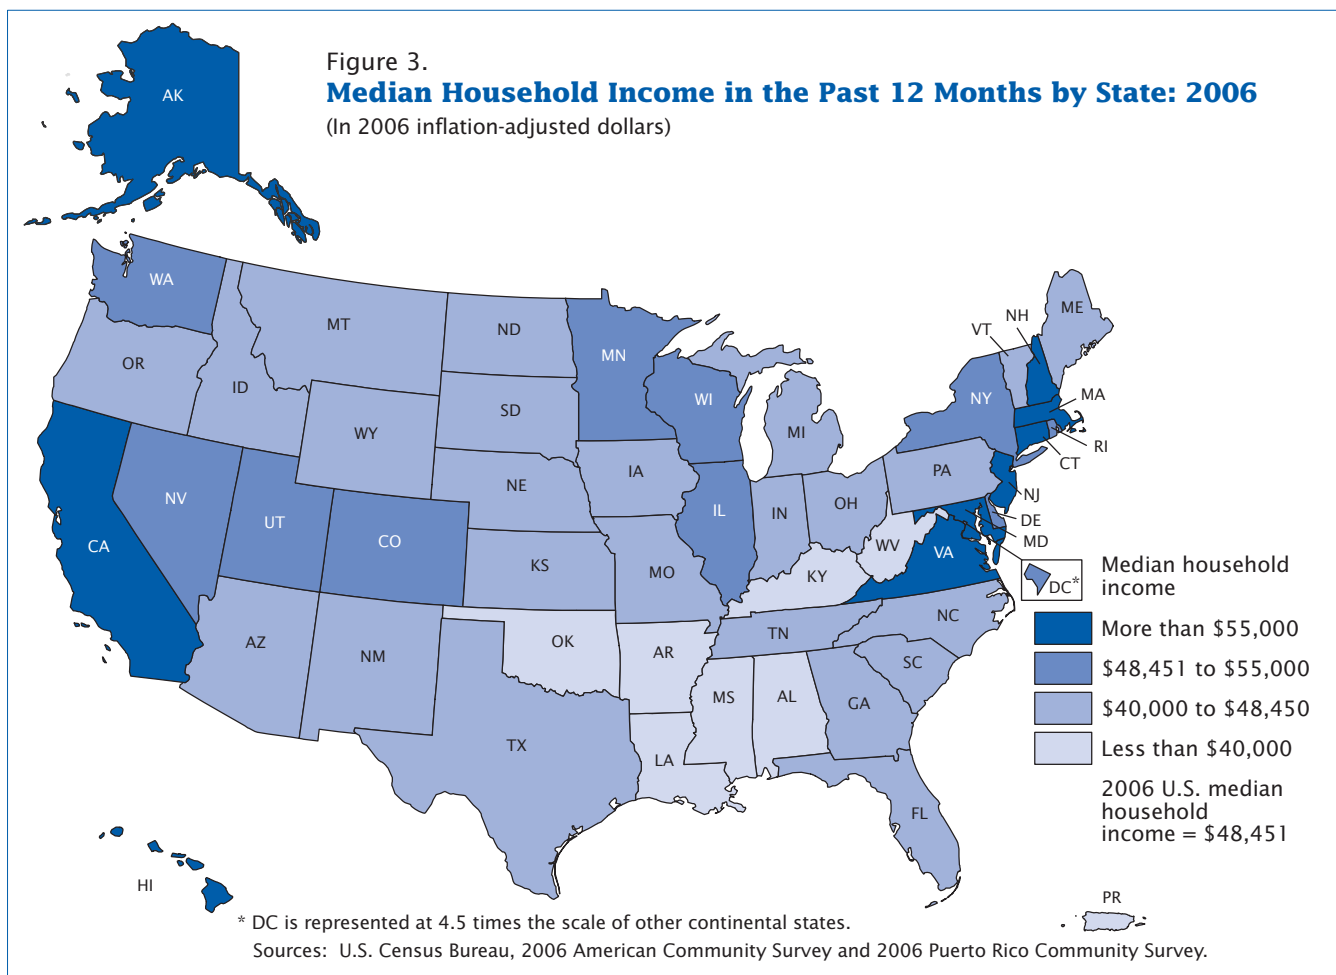 Figure 3.
Median Household Income in the Past 12 Months by State: 2006
(In 2006 inflation-adjusted dollars)
AK
WA
MT
ND
MN
OR
ID
SD
WI
WY
MI
NY
VT
NH
ME
MA
RI
CT
NE
IA
PA
NV
UT
IL
IN
OH
NJ
DE
MD
CA
CO
KS
MO
WV
VA
KY
DC*
AZ
NM
OK
AR
TN
NC
SC
MS
AL
GA
TX
LA
FL
HI
PR
Median household
income
More than $55,000
$48,451 to $55,000
$40,000 to $48,450
Less than $40,000
2006 U.S. median
household
income = $48,451
* DC is represented at 4.5 times the scale of other continental states.
Sources: U.S. Census Bureau, 2006 American Community Survey and 2006 Puerto Rico Community Survey.